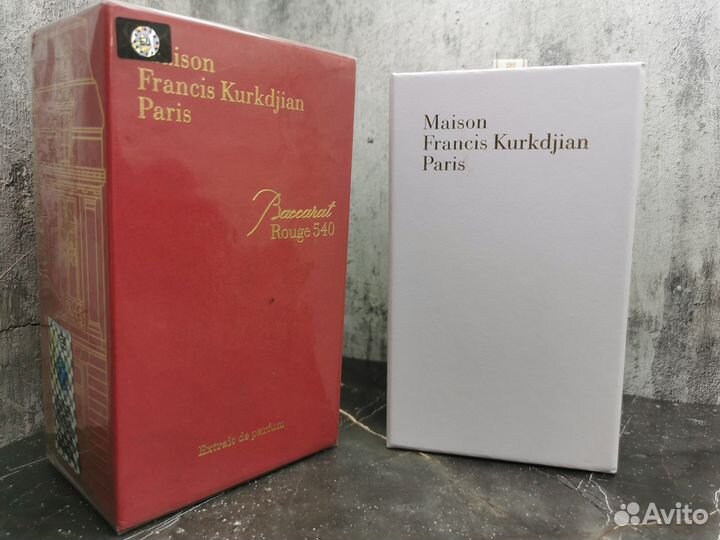 Maison
Francis Kurkdjian
Paris
Baccarat
Rouge 540
Extrait de parfum
Maison
Francis Kurkdjian
Paris
Avito